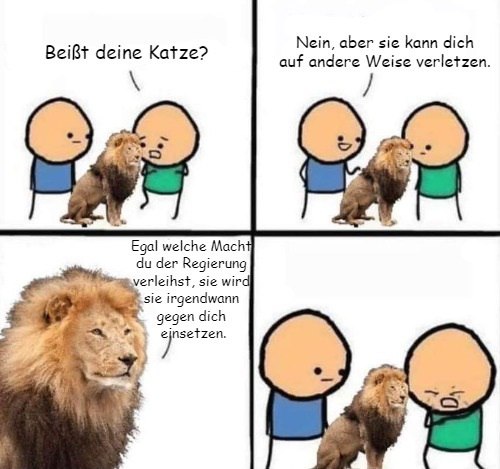 Beißt deine Katze?
Nein, aber sie kann dich
auf andere Weise verletzen.
Egal welche Macht
du der Regierung
verleihst, sie wird
sie irgendwann
gegen dich
einsetzen.